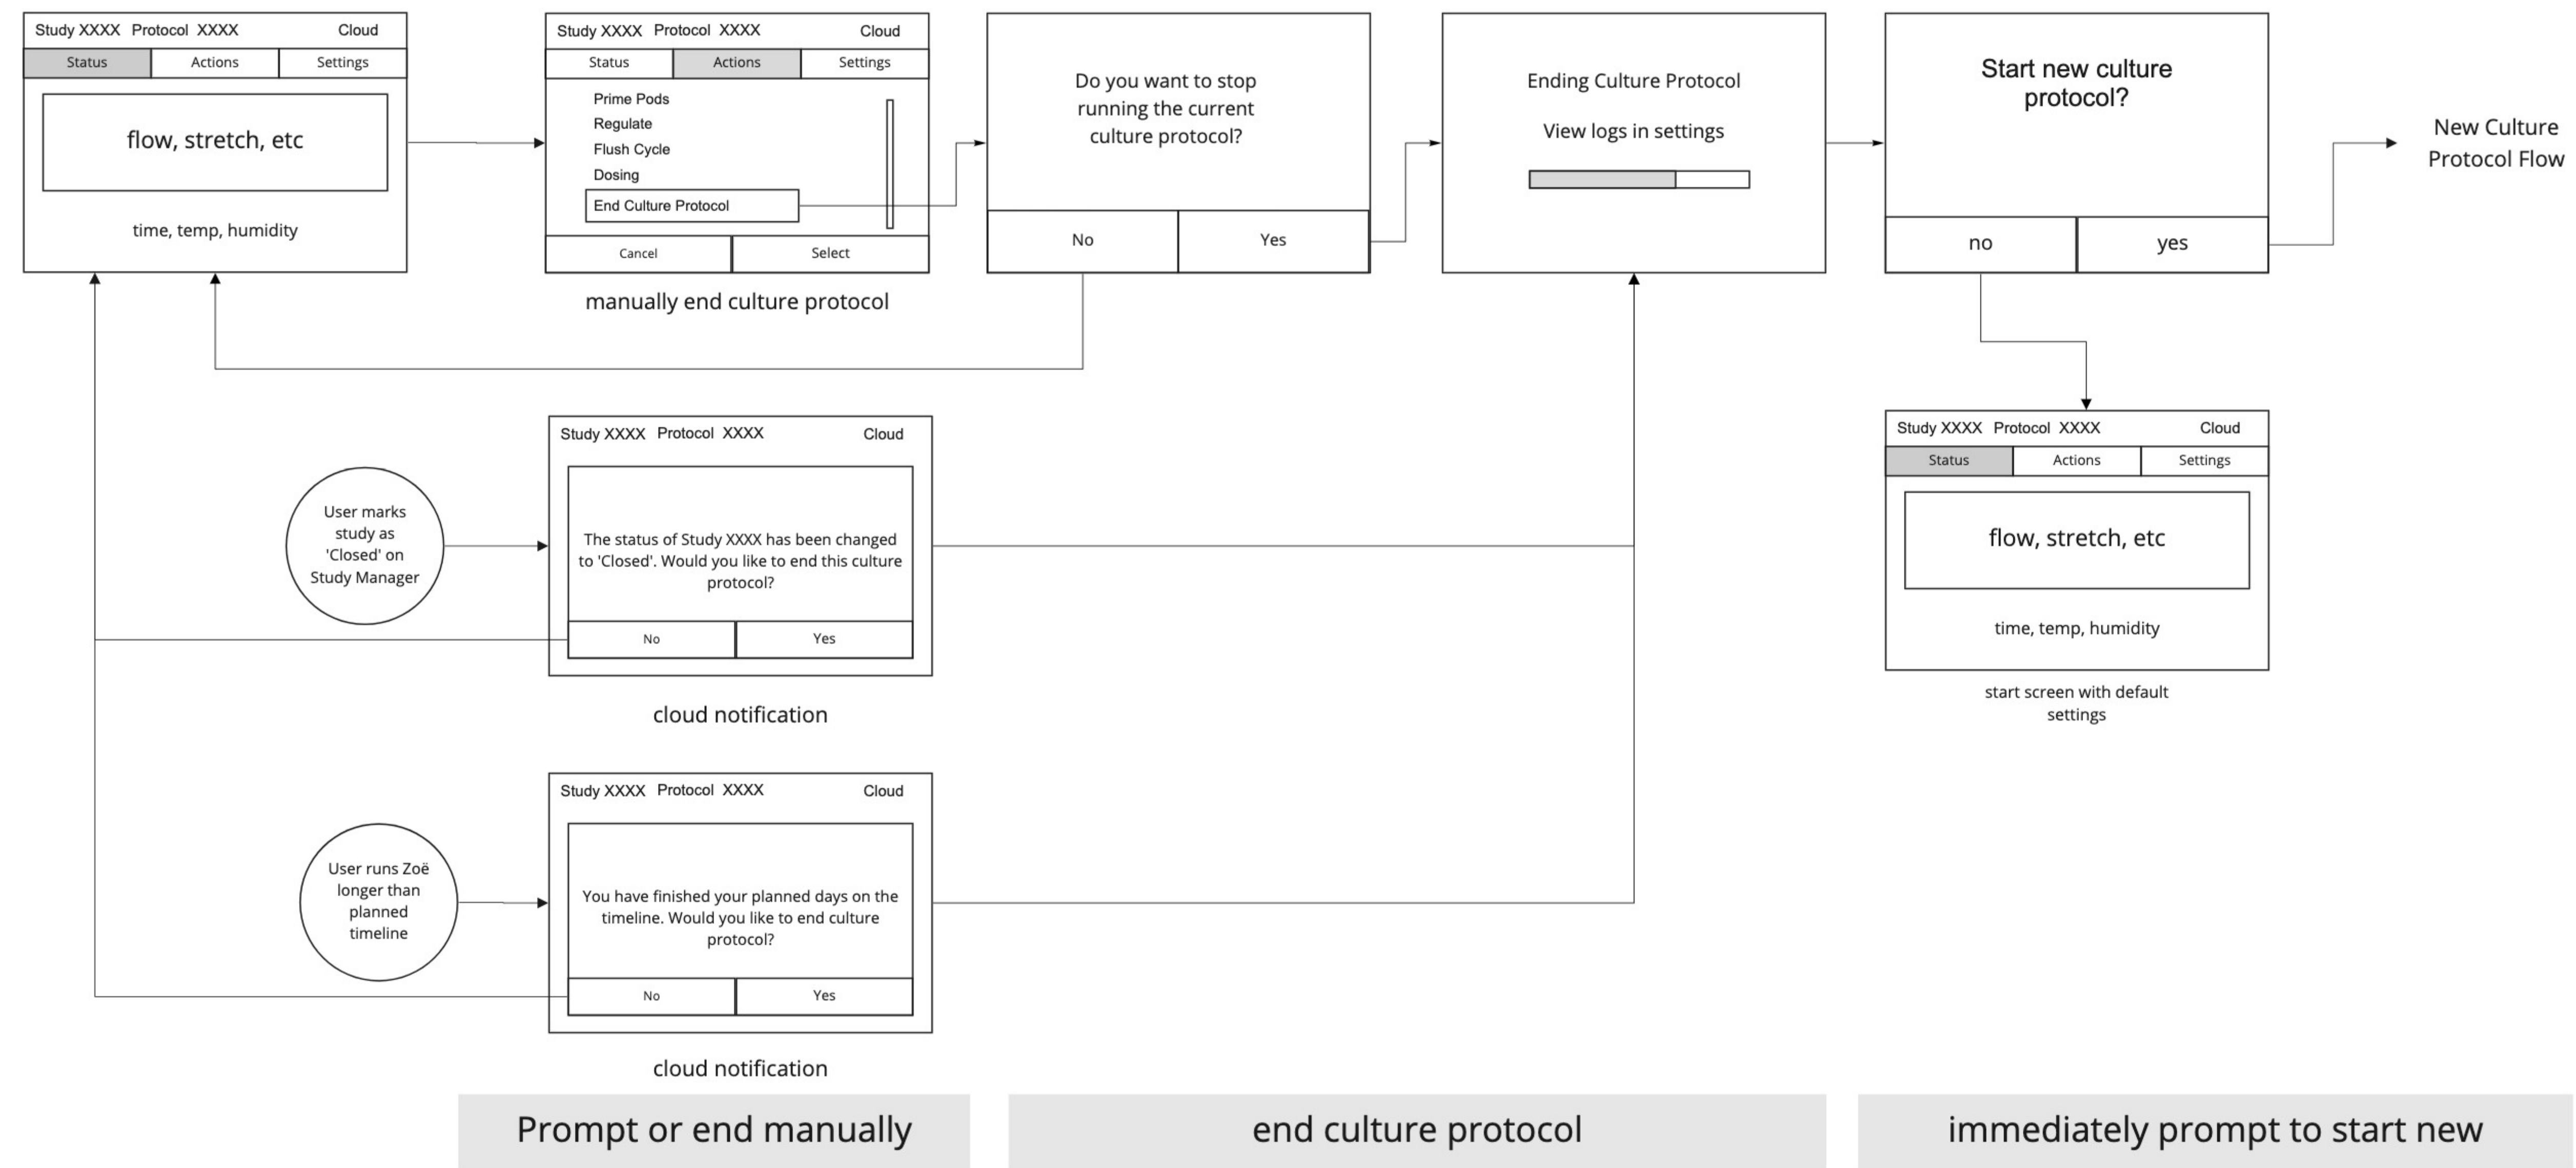 Study XXXX Protocol XXXX Cloud
Status Actions Settings
flow, stretch, etc
time, temp, humidity
Study XXXX Protocol XXXX Cloud
Status Actions Settings
Prime Pods
Regulate
Flush Cycle
Dosing
End Culture Protocol
Cancel Select
manually end culture protocol
Do you want to stop
running the current
culture protocol?
No Yes
Ending Culture Protocol
View logs in settings
Start new culture
protocol?
no yes
New Culture
Protocol Flow
User marks
study as
'Closed' on
Study Manager
Study XXXX Protocol XXXX Cloud
The status of Study XXXX has been changed
to 'Closed'. Would you like to end this culture
protocol?
No Yes
cloud notification
Study XXXX Protocol XXXX Cloud
Status Actions Settings
flow, stretch, etc
time, temp, humidity
start screen with default
settings
User runs Zoë
longer than
planned
timeline
Study XXXX Protocol XXXX Cloud
You have finished your planned days on the
timeline. Would you like to end culture
protocol?
No Yes
cloud notification
Prompt or end manually
end culture protocol
immediately prompt to start new